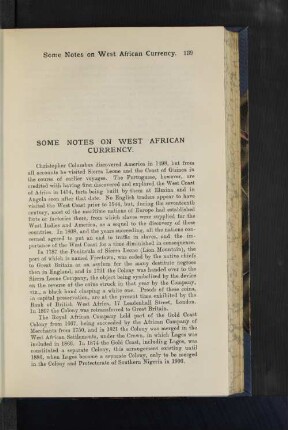 Some Notes on West African Currency. 189
SOME NOTES ON WEST AFRICAN
CURRENCY.
Christopher Columbus discovered America in 1498, but from
all accounts he visited Sierra Leone and the Coast of Guinea in
the course of earlier voyages. The Portuguese, however, are
credited with having first discovered and explored the West Coast
of Africa in 1454, forts being built by them at Elmina and in
Angola soon after that date. No English traders appear to have
visited the West Coast prior to 1544, but, during the seventeenth
century, most of the maritime nations of Europe had established
forts or factories there, from which slaves were supplied for the
West Indies and America, as a sequel to the discovery of those
countries. In 1808, and the years succeeding, all the nations con-
cerned agreed to put an end to traffic in slaves, and the im-
portance of the West Coast for a time diminished in consequence.
In 1787 the Peninsula of Sierra Leone (Lion Mountain), the
port of which is named Freetown, was ceded by the native chiefs
to Great Britain as an asylum for the many destitute negroes
then in England; and in 1791 the Colony was handed over to the
Sierra Leone Company, the object being symbolised by the device
on the reverse of the coins struck in that year by the Company,
viz., a black hand clasping a white one. Proofs of these coins,
in capital preservation, are at the present time exhibited by the
Bank of British West Africa, 17 Leadenhall Street, London.
In 1807 the Colony was retransferred to Great Britain.
The Royal African Company held part of the Gold Coast
Colony from 1667, being succeeded by the African Company of
Merchants from 1750, and in 1821 the Colony was merged in the
West African Settlements, under the Crown, in which Lagos was
included in 1866. In 1874 the Gold Coast, including Lagos, was
constituted a separate Colony, this arrangement existing until
1886, when Lagos became a separate Colony, only to be merged
in the Colony and Protectorate of Southern Nigeria in 1906.